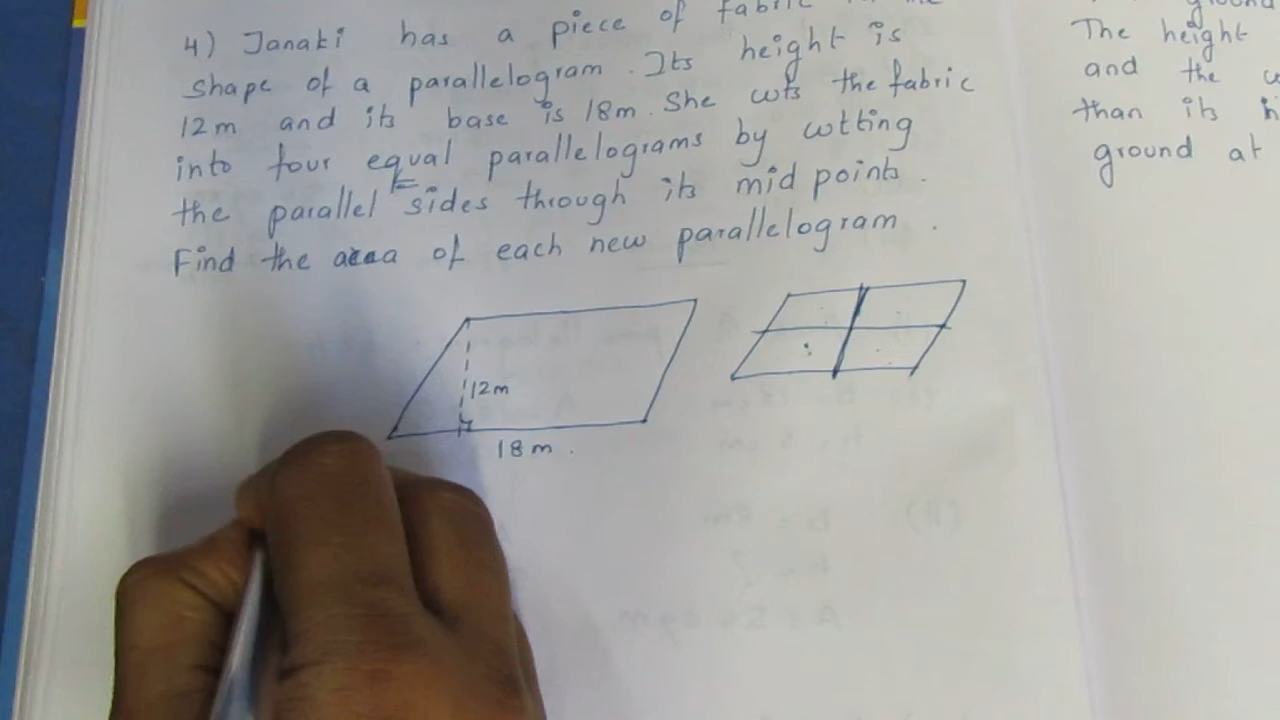 4) Janaki has a piece of fabric
shape of a parallelogram. Its height is
12m and its base is 18m. She cuts the fabric
into four equal parallelograms by cutting
the parallel sides through its mid points.
Find the area of each new parallelogram.
12m
18m.
The height
and the
than its
ground at